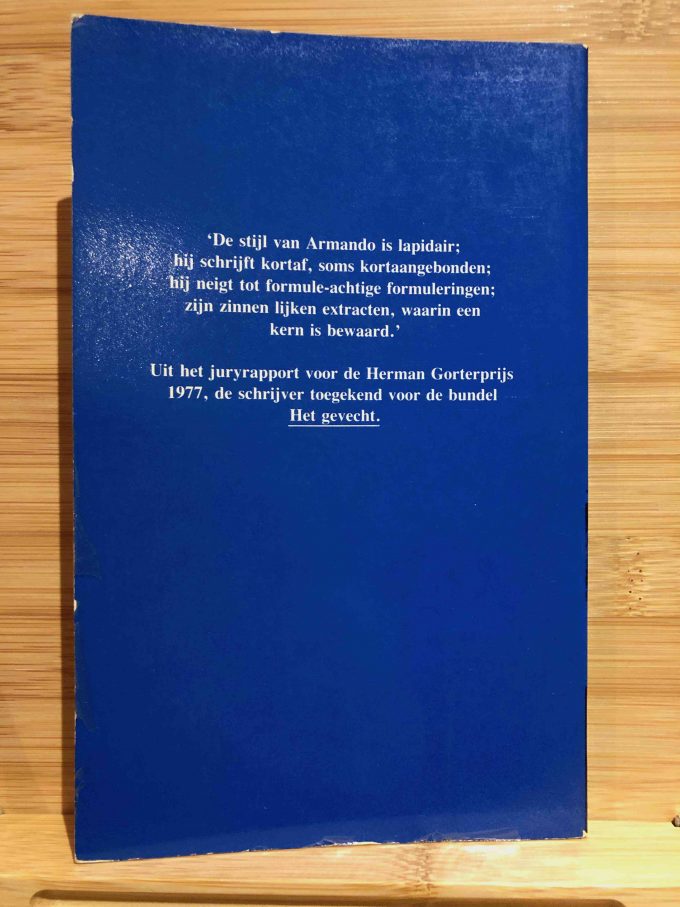 ‘De stijl van Armando is lapidair;
hij schrijft kortaf, soms kortaangebonden;
hij neigt tot formule-achtige formuleringen;
zijn zinnen lijken extracten, waarin een
kern is bewaard.’
Uit het juryrapport voor de Herman Gorterprijs
1977, de schrijver toegekend voor de bundel
Het gevecht.